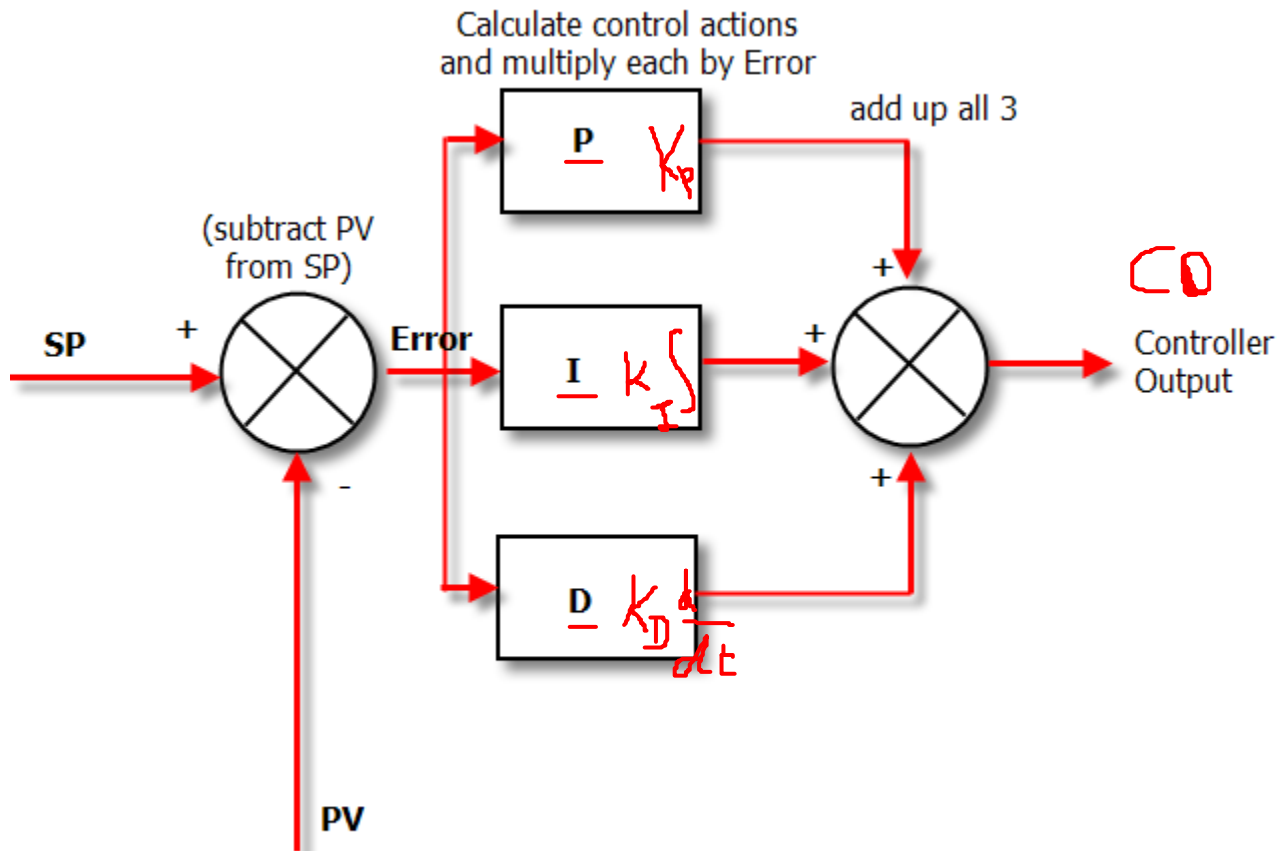 Calculate control actions
and multiply each by Error
add up all 3
P Kp
(subtract PV
from SP)
+
CO
SP
+
Error
+
I KI∫
Controller
Output
-
+
D KD d/dt
PV